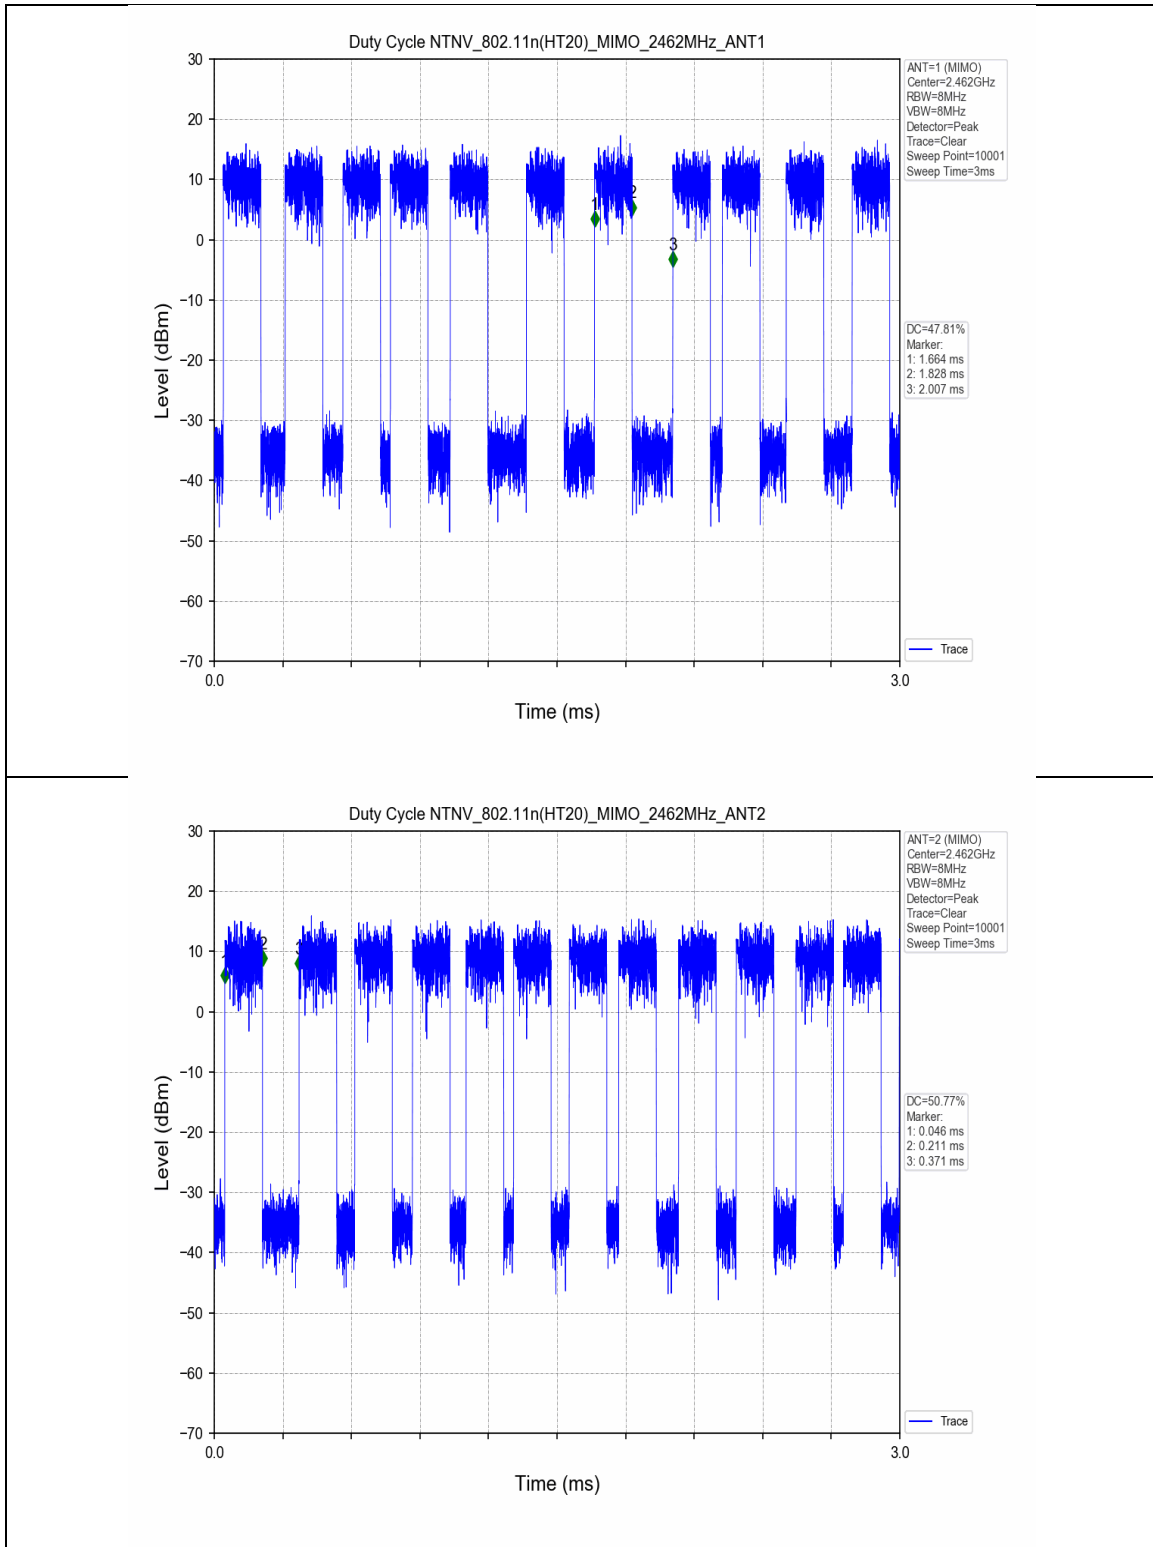 Duty Cycle NTNV_802.11n(HT20)_MIMO_2462MHz_ANT1
30
20
10
0
−10
−20
−30
−40
−50
−60
−70
Level (dBm)
0.0
3.0
Time (ms)
1
2
3
ANT=1 (MIMO)
Center=2.462GHz
RBW=8MHz
VBW=8MHz
Detector=Peak
Trace=Clear
Sweep Point=10001
Sweep Time=3ms
DC=47.81%
Marker:
1: 1.664 ms
2: 1.828 ms
3: 2.007 ms
Trace
Duty Cycle NTNV_802.11n(HT20)_MIMO_2462MHz_ANT2
30
20
10
0
−10
−20
−30
−40
−50
−60
−70
Level (dBm)
0.0
3.0
Time (ms)
2
ANT=2 (MIMO)
Center=2.462GHz
RBW=8MHz
VBW=8MHz
Detector=Peak
Trace=Clear
Sweep Point=10001
Sweep Time=3ms
DC=50.77%
Marker:
1: 0.046 ms
2: 0.211 ms
3: 0.371 ms
Trace